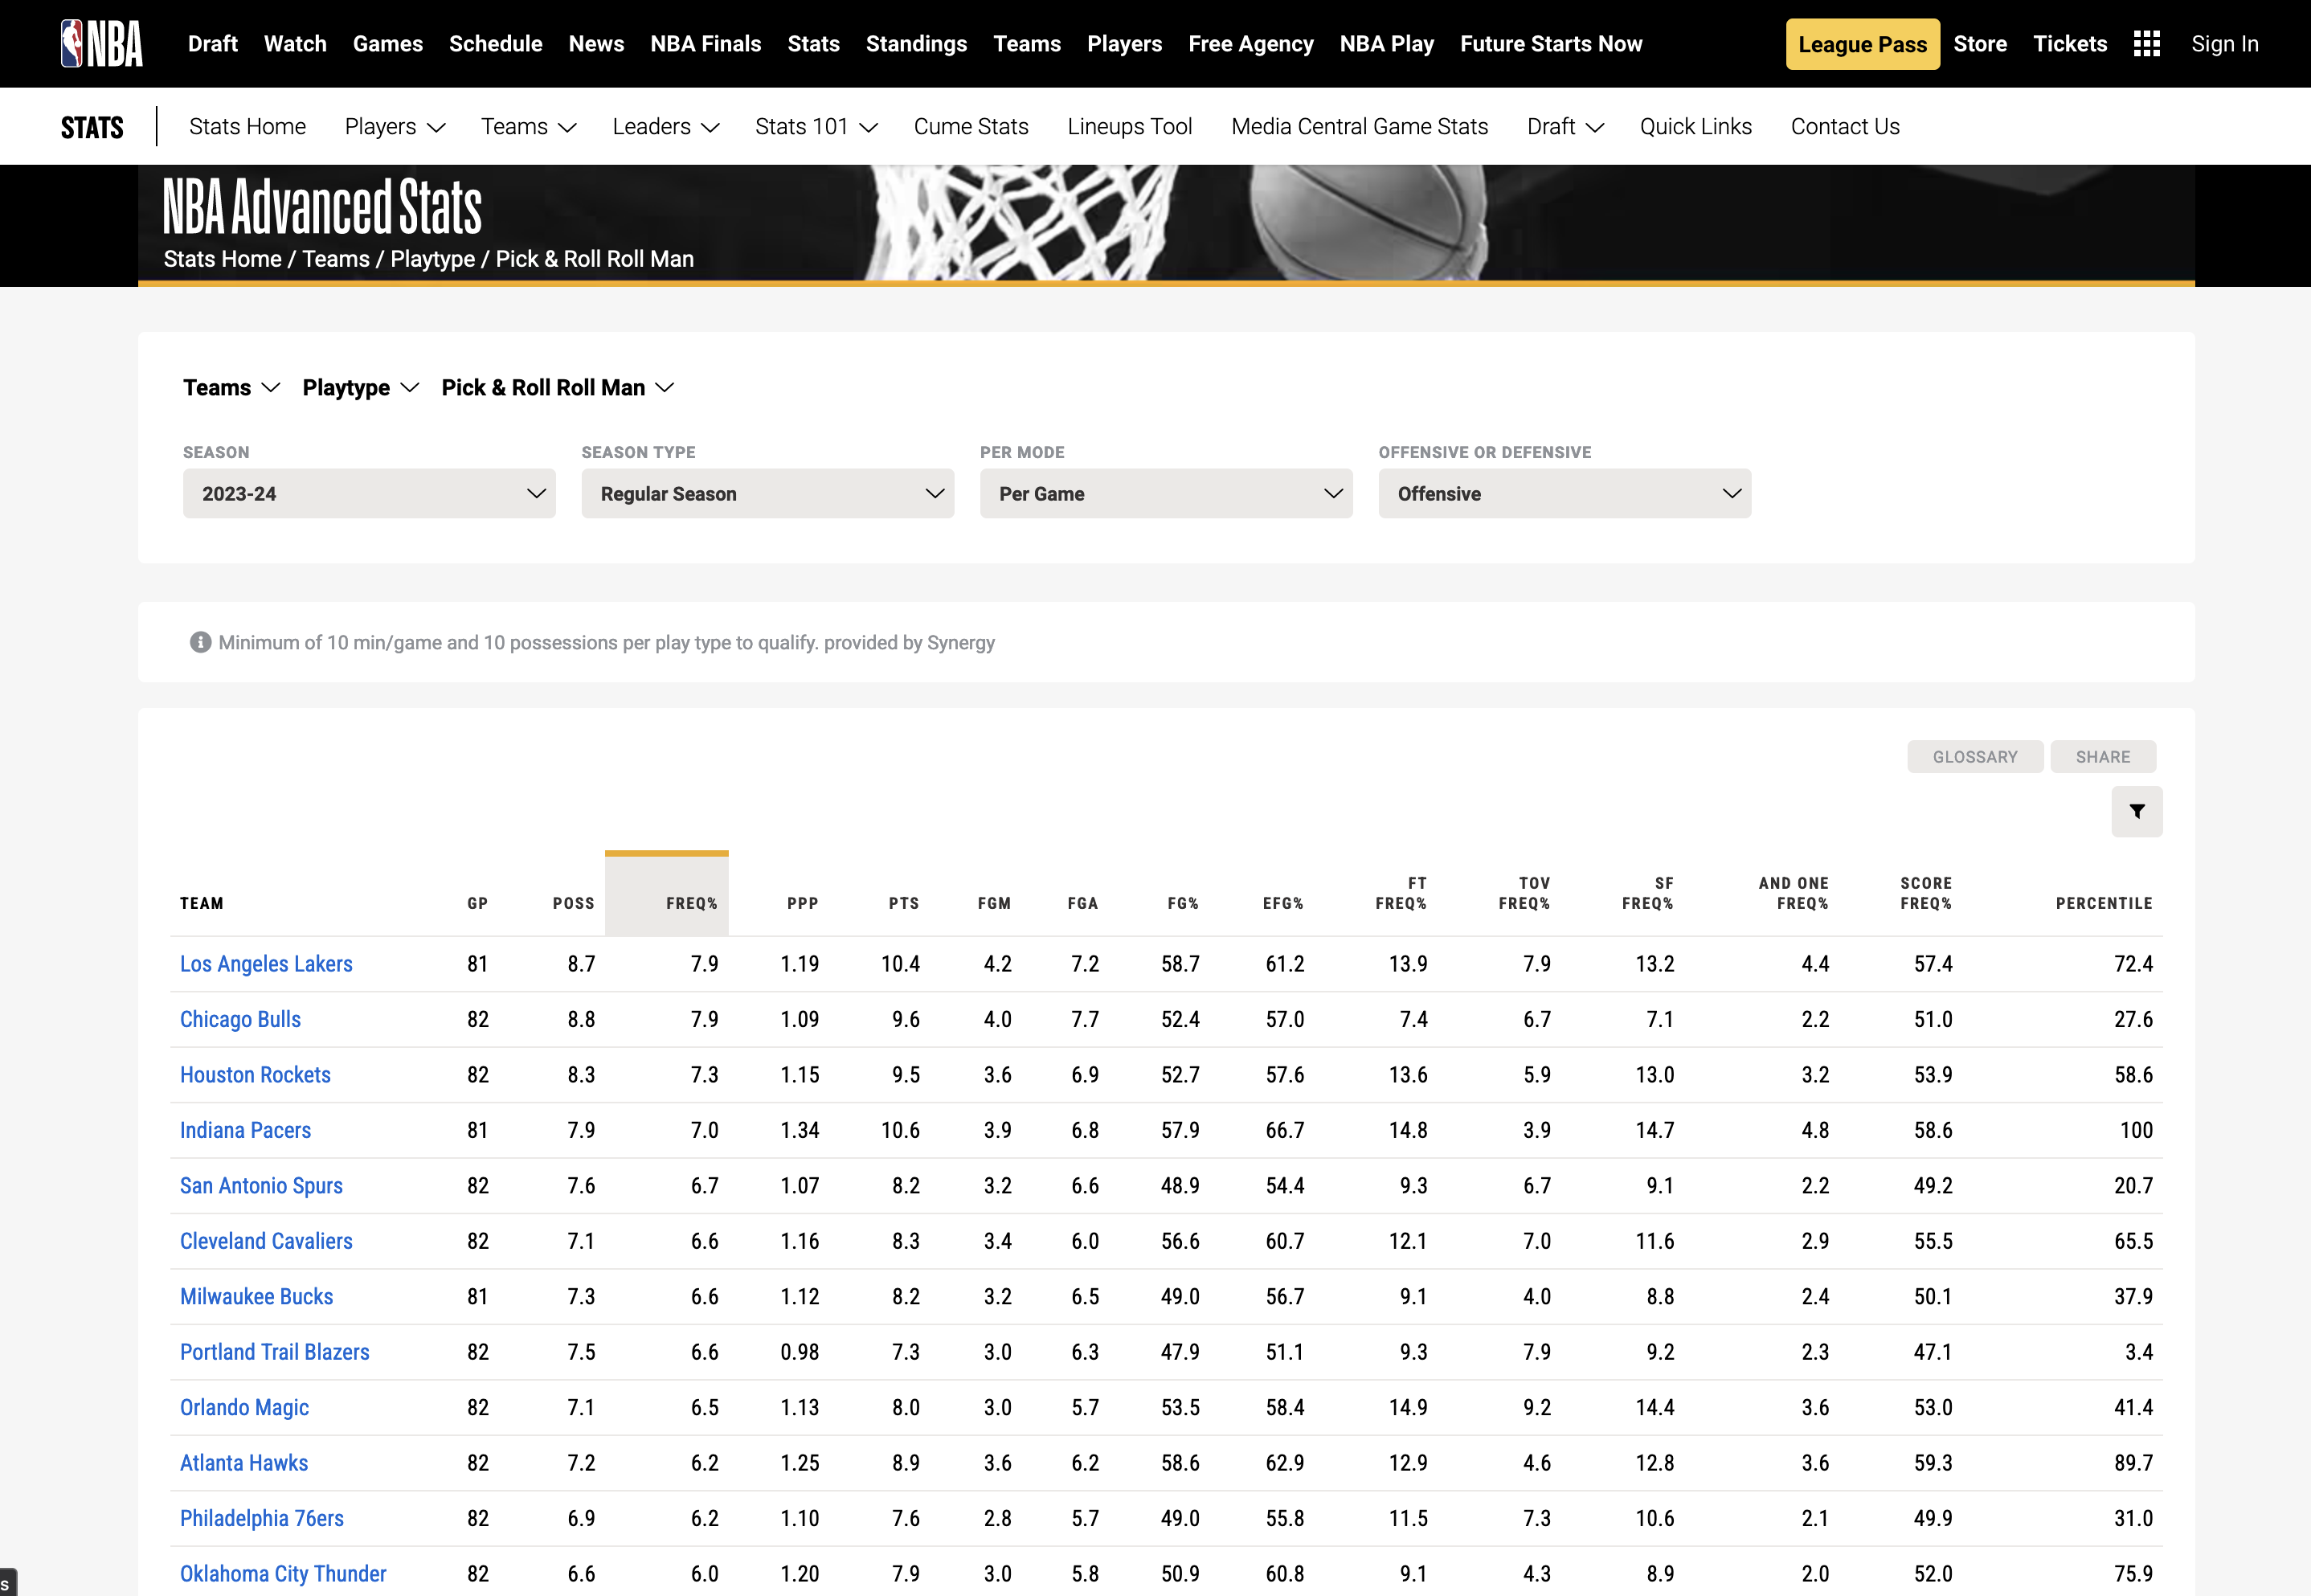 NBA Draft Watch Games Schedule News NBA Finals Stats Standings Teams Players Free Agency NBA Play Future Starts Now League Pass Store Tickets Sign In
STATS Stats Home Players Teams Leaders Stats 101 Cume Stats Lineups Tool Media Central Game Stats Draft Quick Links Contact Us
NBA Advanced Stats
Stats Home / Teams / Playtype / Pick & Roll Roll Man
Teams Playtype Pick & Roll Roll Man
SEASON SEASON TYPE PER MODE OFFENSIVE OR DEFENSIVE
2023-24 Regular Season Per Game Offensive
Minimum of 10 min/game and 10 possessions per play type to qualify. provided by Synergy
GLOSSARY SHARE
TEAM GP POSS FREQ% PPP PTS FGM FGA FG% EFG% FT FREQ% TOV FREQ% SF FREQ% AND ONE FREQ% SCORE FREQ% PERCENTILE
Los Angeles Lakers 81 8.7 7.9 1.19 10.4 4.2 7.2 58.7 61.2 13.9 7.9 13.2 4.4 57.4 72.4
Chicago Bulls 82 8.8 7.9 1.09 9.6 4.0 7.7 52.4 57.0 7.4 6.7 7.1 2.2 51.0 27.6
Houston Rockets 82 8.3 7.3 1.15 9.5 3.6 6.9 52.7 57.6 13.6 5.9 13.0 3.2 53.9 58.6
Indiana Pacers 81 7.9 7.0 1.34 10.6 3.9 6.8 57.9 66.7 14.8 3.9 14.7 4.8 58.6 100
San Antonio Spurs 82 7.6 6.7 1.07 8.2 3.2 6.6 48.9 54.4 9.3 6.7 9.1 2.2 49.2 20.7
Cleveland Cavaliers 82 7.1 6.6 1.16 8.3 3.4 6.0 56.6 60.7 12.1 7.0 11.6 2.9 55.5 65.5
Milwaukee Bucks 81 7.3 6.6 1.12 8.2 3.2 6.5 49.0 56.7 9.1 4.0 8.8 2.4 50.1 37.9
Portland Trail Blazers 82 7.5 6.6 0.98 7.3 3.0 6.3 47.9 51.1 9.3 7.9 9.2 2.3 47.1 3.4
Orlando Magic 82 7.1 6.5 1.13 8.0 3.0 5.7 53.5 58.4 14.9 9.2 14.4 3.6 53.0 41.4
Atlanta Hawks 82 7.2 6.2 1.25 8.9 3.6 6.2 58.6 62.9 12.9 4.6 12.8 3.6 59.3 89.7
Philadelphia 76ers 82 6.9 6.2 1.10 7.6 2.8 5.7 49.0 55.8 11.5 7.3 10.6 2.1 49.9 31.0
Oklahoma City Thunder 82 6.6 6.0 1.20 7.9 3.0 5.8 50.9 60.8 9.1 4.3 8.9 2.0 52.0 75.9